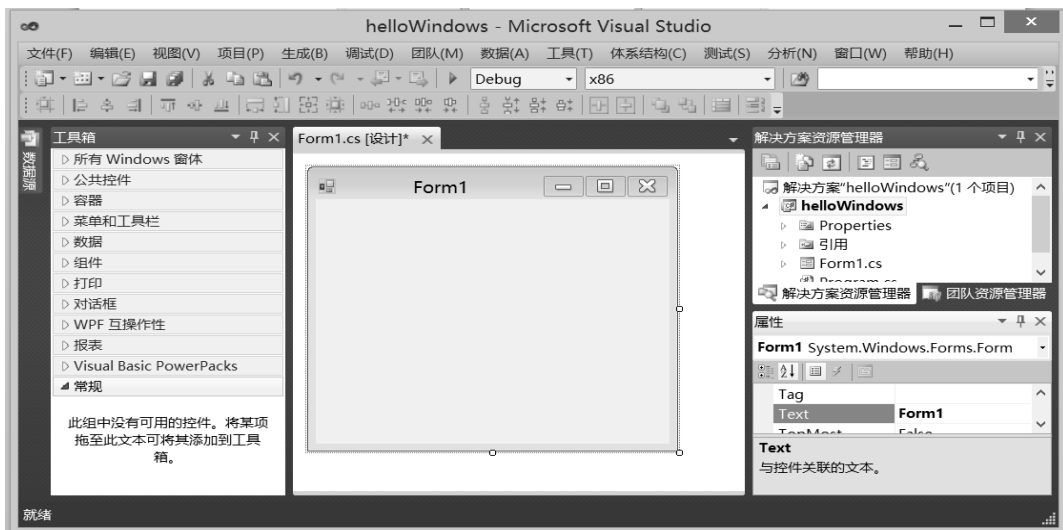 helloWindows - Microsoft Visual Studio
文件(F) 编辑(E) 视图(V) 项目(P) 生成(B) 调试(D) 团队(M) 数据(A) 工具(T) 体系结构(C) 测试(S) 分析(N) 窗口(W) 帮助(H)
Debug x86
数据源
工具箱
所有 Windows 窗体
公共控件
容器
菜单和工具栏
数据
组件
打印
对话框
WPF 互操作性
报表
Visual Basic PowerPacks
常规
此组中没有可用的控件。将某项
拖至此文本可将其添加到工具
箱。
Form1.cs [设计]*
Form1
解决方案资源管理器
解决方案"helloWindows"(1 个项目)
helloWindows
Properties
引用
Form1.cs
Program.cs
解决方案资源管理器 团队资源管理器
属性
Form1 System.Windows.Forms.Form
Tag
Text Form1
TopMost False
Text
与控件关联的文本。
就绪